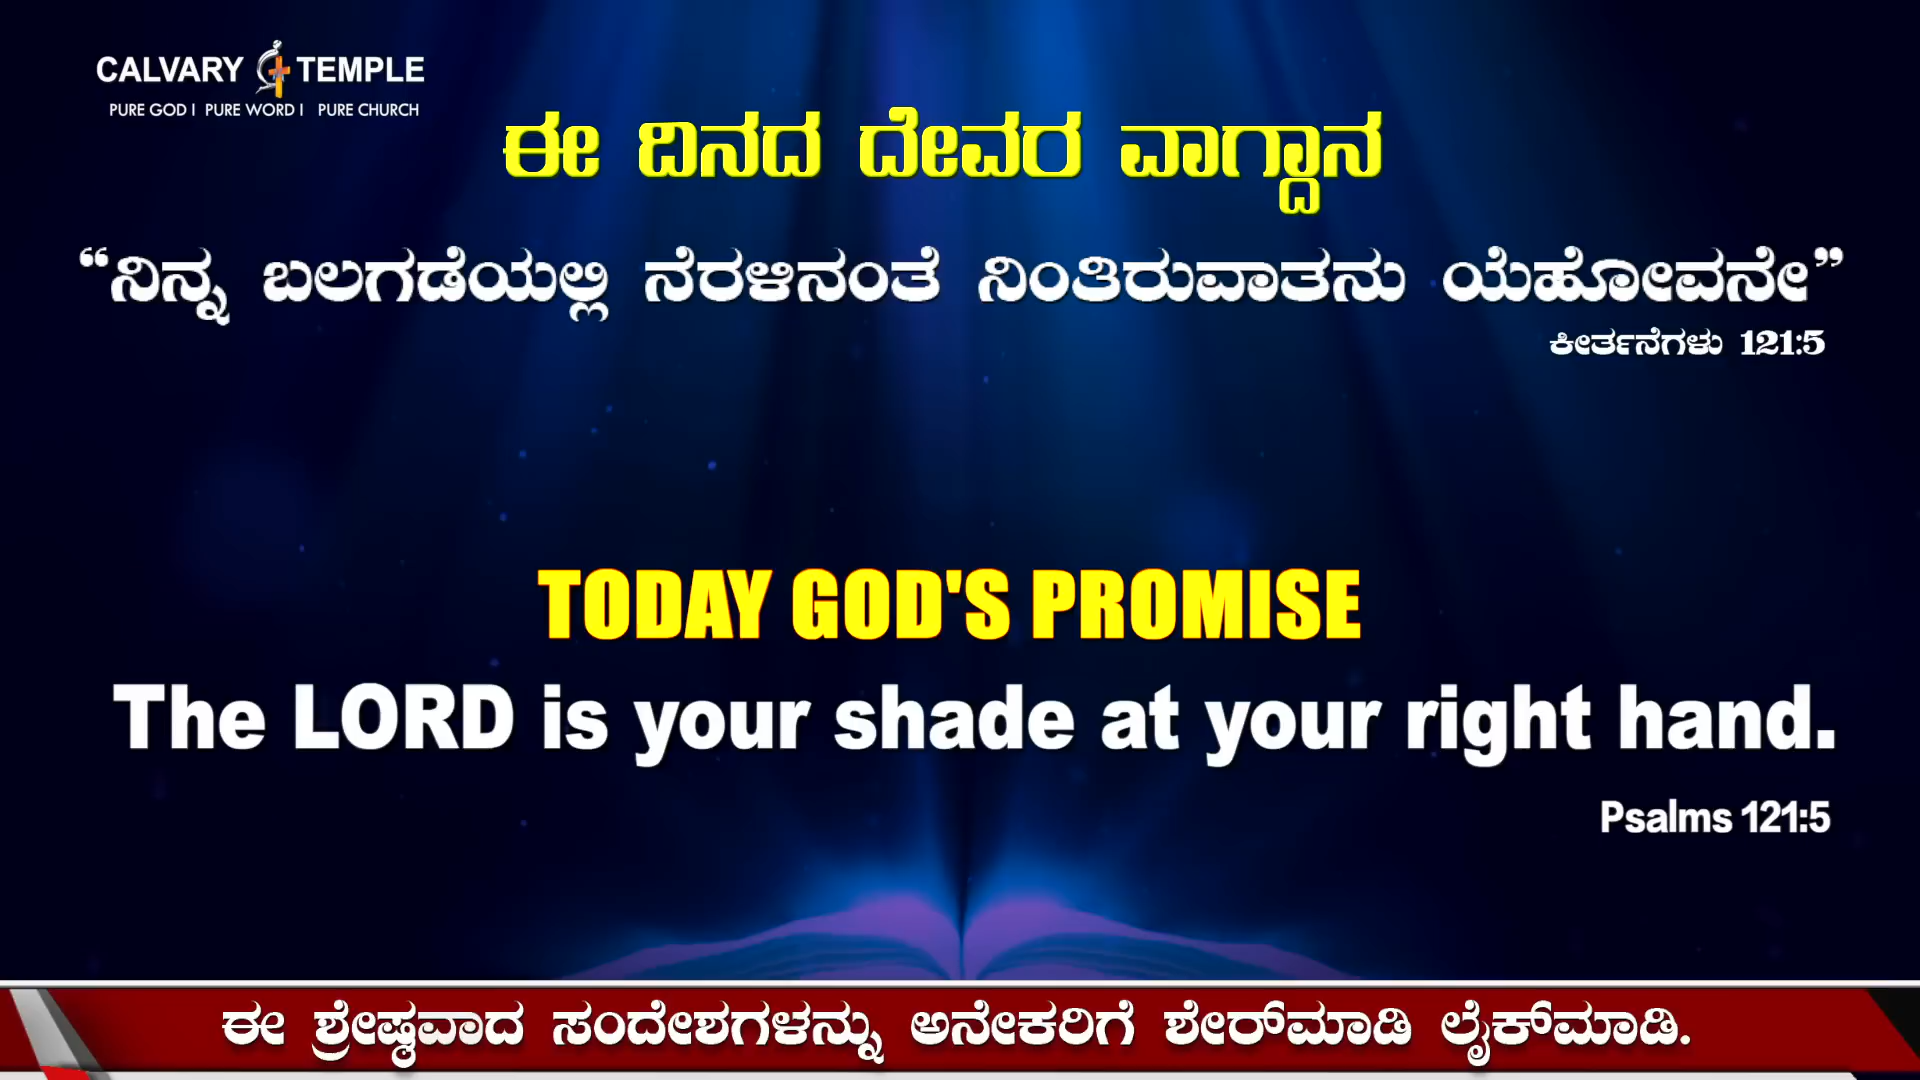 CALVARY TEMPLE
PURE GOD I PURE WORD I PURE CHURCH
ಈ ದಿನದ ದೇವರ ವಾಗ್ದಾನ
“ನಿನ್ನ ಬಲಗಡೆಯಲ್ಲಿ ನೆರಳಿನಂತೆ ನಿಂತಿರುವಾತನು ಯೆಹೋವನೇ”
ಕೀರ್ತನೆಗಳು 121:5
TODAY GOD'S PROMISE
The LORD is your shade at your right hand.
Psalms 121:5
ಈ ಶ್ರೇಷ್ಠವಾದ ಸಂದೇಶಗಳನ್ನು ಅನೇಕರಿಗೆ ಶೇರ್‌ಮಾಡಿ ಲೈಕ್‌ಮಾಡಿ.